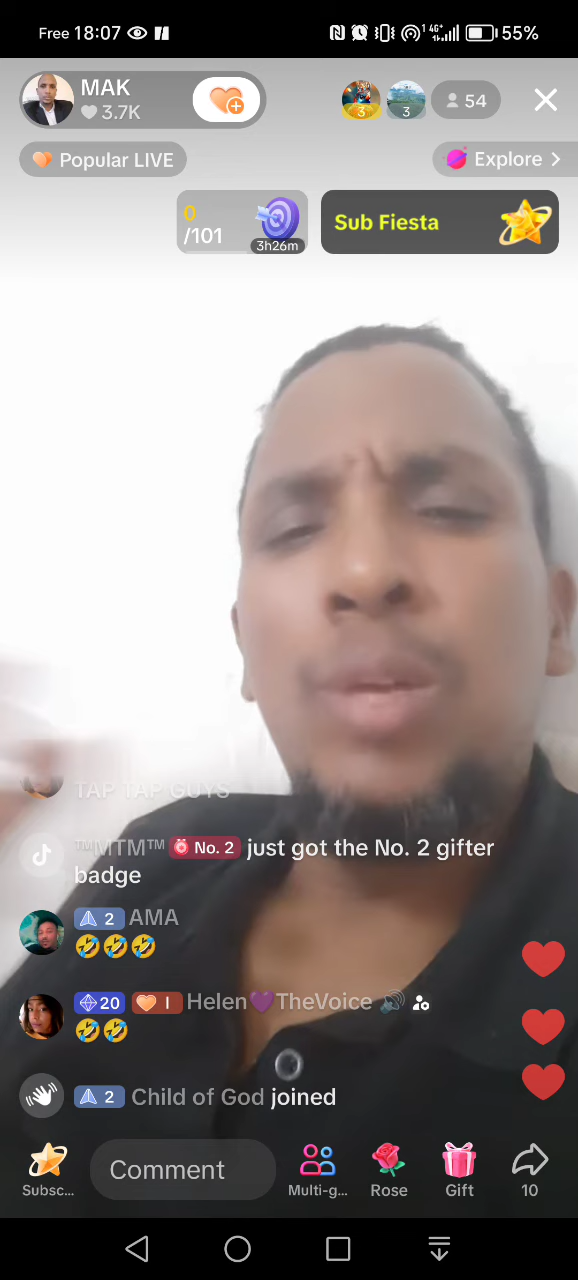 Free 18:07
1 4G+ 55%
MAK
3.7K
3
3
54
Popular LIVE
Explore >
0
/101
3h26m
Sub Fiesta
TAP TAP GUYS
™MTM™ No. 2 just got the No. 2 gifter
badge
2 AMA
🤣🤣🤣
20 I Helen💜TheVoice 🔊
🤣🤣
2 Child of God joined
Subsc...
Comment
Multi-g...
Rose
Gift
10